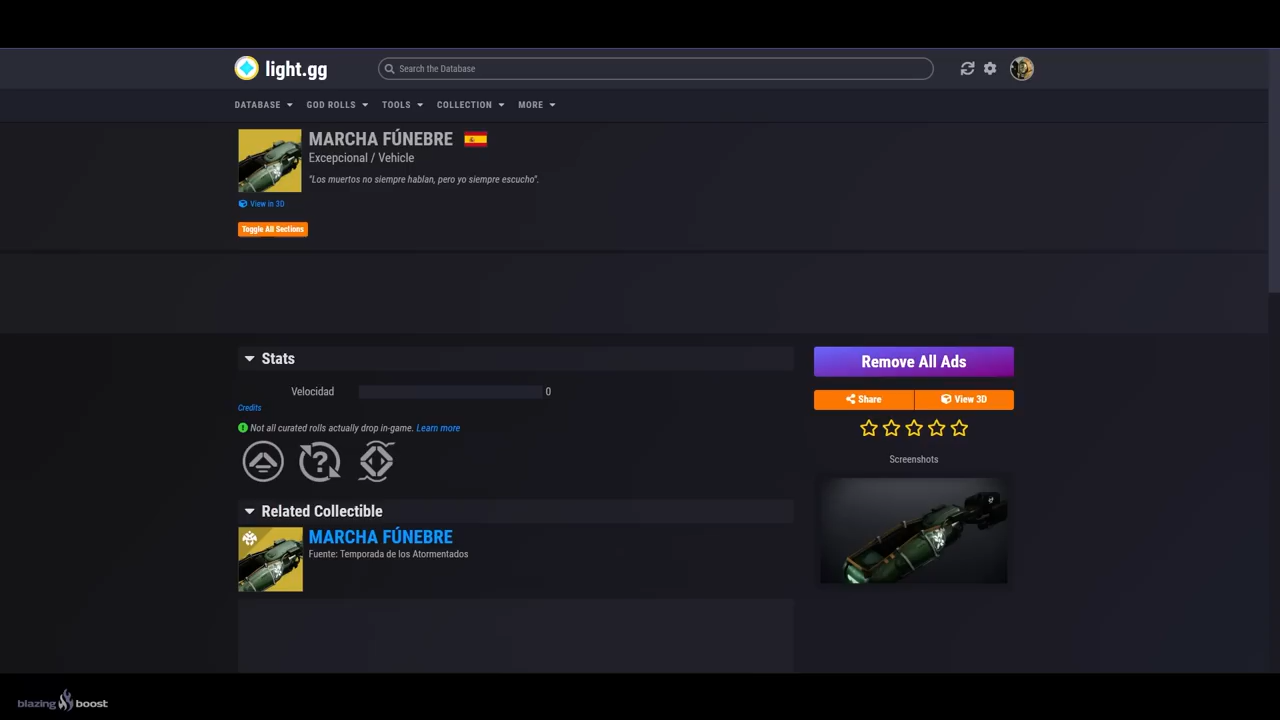 light.gg
Search the Database
DATABASE
GOD ROLLS
TOOLS
COLLECTION
MORE
MARCHA FÚNEBRE
Excepcional / Vehicle
"Los muertos no siempre hablan, pero yo siempre escucho".
View in 3D
Toggle All Sections
Stats
Velocidad 0
Credits
Not all curated rolls actually drop in-game. Learn more
Related Collectible
MARCHA FÚNEBRE
Fuente: Temporada de los Atormentados
Remove All Ads
Share
View 3D
Screenshots
blazing boost